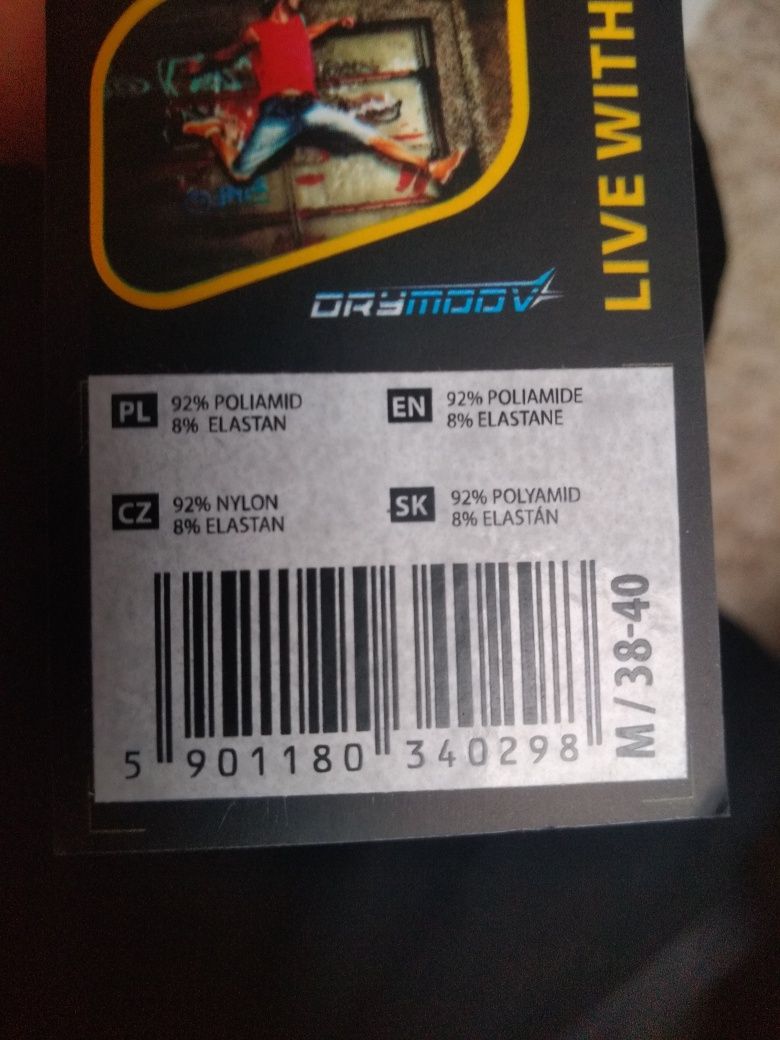 LIVE WITH
DRYMOOV
PL
92% POLIAMID
8% ELASTAN
EN
92% POLIAMIDE
8% ELASTANE
CZ
92% NYLON
8% ELASTAN
SK
92% POLYAMID
8% ELASTÁN
M / 38-40
5 901180 340298